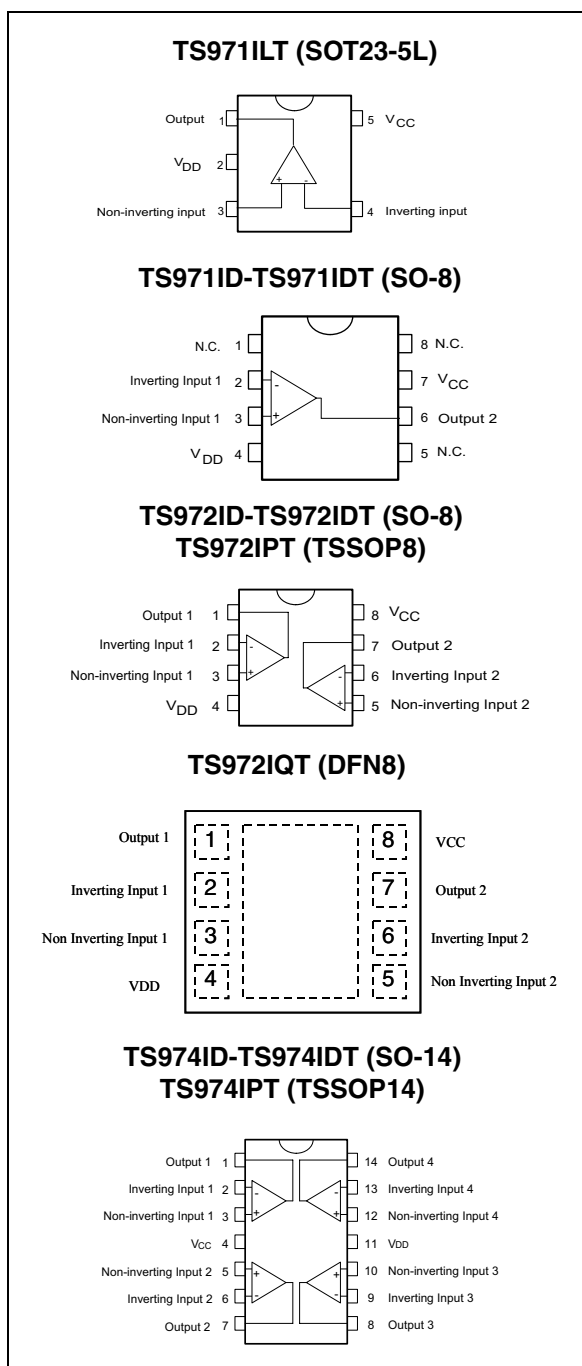 TS971ILT (SOT23-5L)
Output 1 5 VCC
VDD 2
Non-inverting input 3 4 Inverting input
+ -
TS971ID-TS971IDT (SO-8)
N.C. 1 8 N.C.
Inverting Input 1 2 - 7 VCC
Non-inverting Input 1 3 + 6 Output 2
VDD 4 5 N.C.
TS972ID-TS972IDT (SO-8)
TS972IPT (TSSOP8)
Output 1 1 8 VCC
Inverting Input 1 2 - 7 Output 2
Non-inverting Input 1 3 + - 6 Inverting Input 2
VDD 4 + 5 Non-inverting Input 2
TS972IQT (DFN8)
Output 1 1 8 VCC
Inverting Input 1 2 7 Output 2
Non Inverting Input 1 3 6 Inverting Input 2
VDD 4 5 Non Inverting Input 2
TS974ID-TS974IDT (SO-14)
TS974IPT (TSSOP14)
Output 1 1 14 Output 4
Inverting Input 1 2 - - 13 Inverting Input 4
Non-inverting Input 1 3 + + 12 Non-inverting Input 4
VCC 4 11 VDD
Non-inverting Input 2 5 + + 10 Non-inverting Input 3
Inverting Input 2 6 - - 9 Inverting Input 3
Output 2 7 8 Output 3